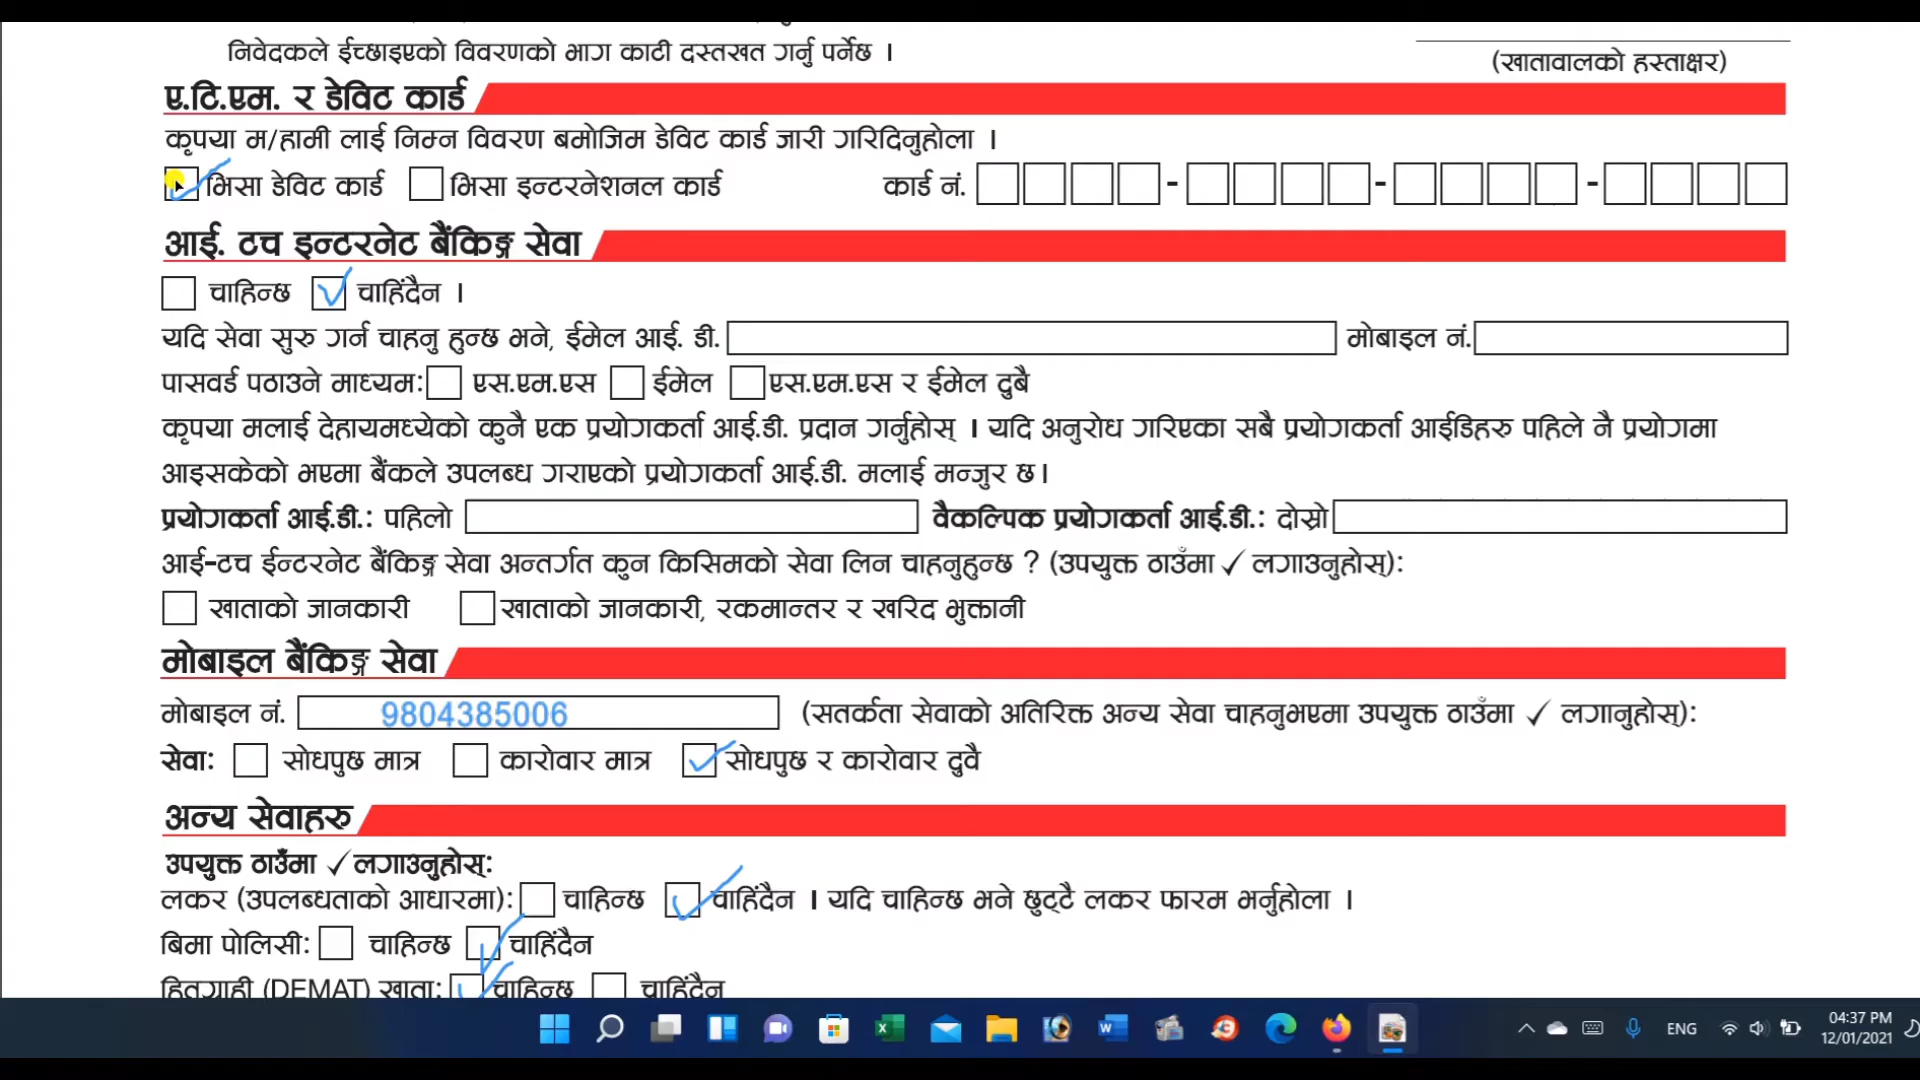 निवेदकले ईच्छाइएको विवरणको भाग काटी दस्तखत गर्नु पर्नेछ ।
(खातावालको हस्ताक्षर)
ए.टि.एम. र डेविट कार्ड
कृपया म/हामी लाई निम्न विवरण बमोजिम डेविट कार्ड जारी गरिदिनुहोला ।
भिसा डेविट कार्ड भिसा इन्टरनेशनल कार्ड कार्ड नं. - - -
आई. टच इन्टरनेट बैंकिङ्ग सेवा
चाहिन्छ चाहिंदैन ।
यदि सेवा सुरु गर्न चाहनु हुन्छ भने, ईमेल आई. डी. मोबाइल नं.
पासवर्ड पठाउने माध्यम: एस.एम.एस ईमेल एस.एम.एस र ईमेल दुबै
कृपया मलाई देहायमध्येको कुनै एक प्रयोगकर्ता आई.डी. प्रदान गर्नुहोस् । यदि अनुरोध गरिएका सबै प्रयोगकर्ता आईडिहरु पहिले नै प्रयोगमा
आइसकेको भएमा बैंकले उपलब्ध गराएको प्रयोगकर्ता आई.डी. मलाई मन्जुर छ।
प्रयोगकर्ता आई.डी.: पहिलो वैकल्पिक प्रयोगकर्ता आई.डी.: दोस्रो
आई-टच ईन्टरनेट बैंकिङ्ग सेवा अन्तर्गत कुन किसिमको सेवा लिन चाहनुहुन्छ ? (उपयुक्त ठाउँमा ✓ लगाउनुहोस्):
खाताको जानकारी खाताको जानकारी, रकमान्तर र खरिद भुक्तानी
मोबाइल बैंकिङ्ग सेवा
मोबाइल नं. 9804385006 (सतर्कता सेवाको अतिरिक्त अन्य सेवा चाहनुभएमा उपयुक्त ठाउँमा ✓ लगानुहोस्):
सेवा: सोधपुछ मात्र कारोवार मात्र सोधपुछ र कारोवार दुवै
अन्य सेवाहरु
उपयुक्त ठाउँमा ✓ लगाउनुहोस्:
लकर (उपलब्धताको आधारमा): चाहिन्छ चाहिंदैन । यदि चाहिन्छ भने छुट्टै लकर फारम भर्नुहोला ।
बिमा पोलिसी: चाहिन्छ चाहिंदैन
हितग्राही (DEMAT) खाता: चाहिन्छ चाहिंदैन
ENG
04:37 PM
12/01/2021